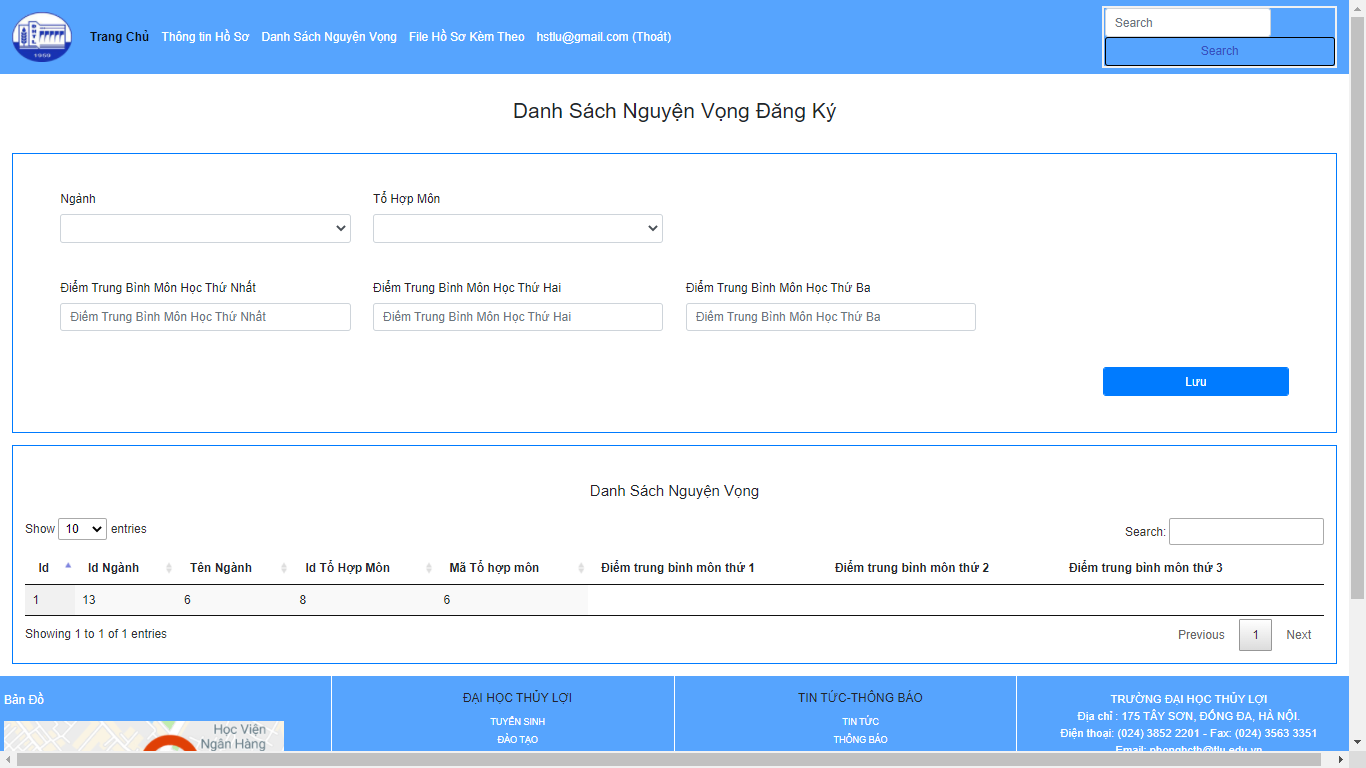 1959
Trang Chủ Thông tin Hồ Sơ Danh Sách Nguyện Vọng File Hồ Sơ Kèm Theo hstlu@gmail.com (Thoát)
Search
Search
Danh Sách Nguyện Vọng Đăng Ký
Ngành Tổ Hợp Môn
Điểm Trung Bình Môn Học Thứ Nhất Điểm Trung Bình Môn Học Thứ Hai Điểm Trung Bình Môn Học Thứ Ba
Điểm Trung Bình Môn Học Thứ Nhất Điểm Trung Bình Môn Học Thứ Hai Điểm Trung Bình Môn Học Thứ Ba
Lưu
Danh Sách Nguyện Vọng
Show 10 entries Search:
Id Id Ngành Tên Ngành Id Tổ Hợp Môn Mã Tổ hợp môn Điểm trung bình môn thứ 1 Điểm trung bình môn thứ 2 Điểm trung bình môn thứ 3
1 13 6 8 6
Showing 1 to 1 of 1 entries Previous 1 Next
Bản Đồ ĐẠI HỌC THỦY LỢI TIN TỨC-THÔNG BÁO TRƯỜNG ĐẠI HỌC THỦY LỢI
TUYỂN SINH TIN TỨC Địa chỉ : 175 TÂY SƠN, ĐỐNG ĐA, HÀ NỘI.
Học Viện
Ngân Hàng ĐÀO TẠO THÔNG BÁO Điện thoại: (024) 3852 2201 - Fax: (024) 3563 3351
Email: phonghcth@tlu.edu.vn